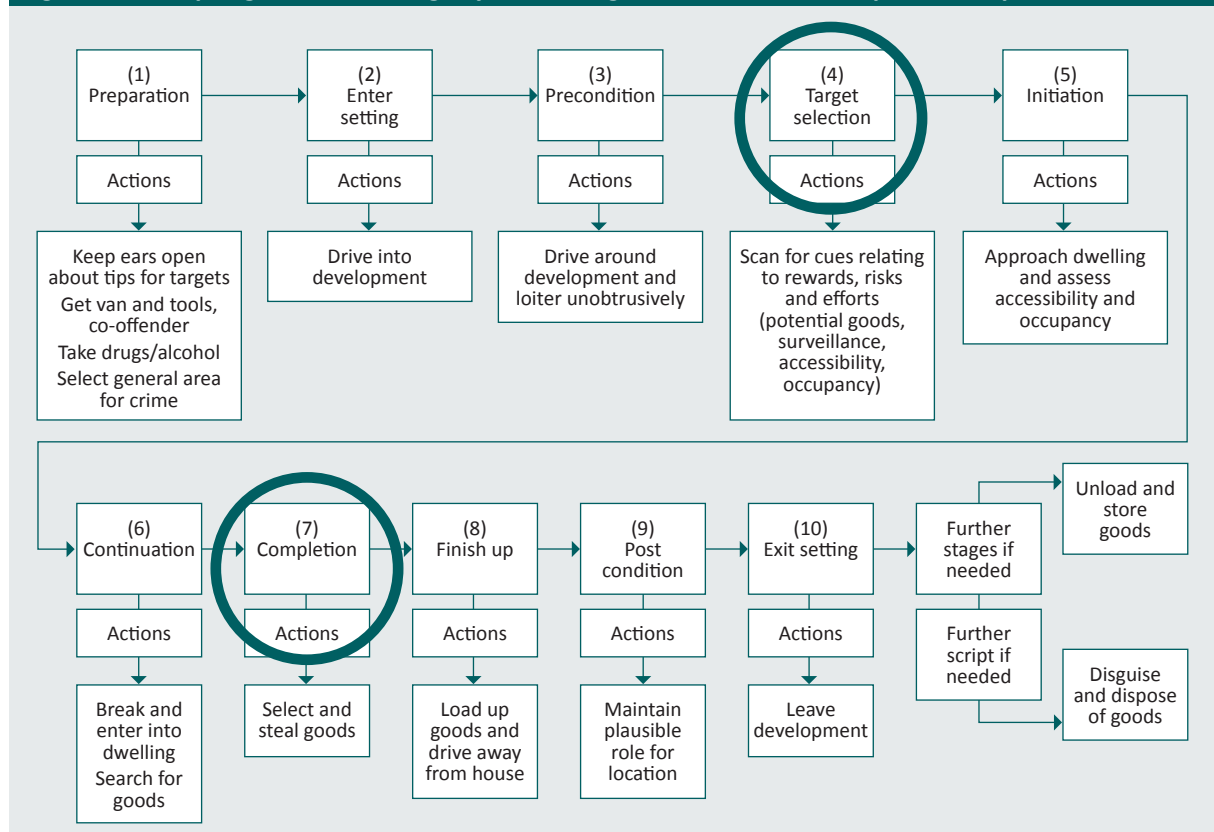 (1)
Preparation
(2)
Enter
setting
(3)
Precondition
(4)
Target
selection
(5)
Initiation
Actions
Actions
Actions
Actions
Actions
Keep ears open
about tips for targets
Get van and tools,
co-offender
Take drugs/alcohol
Select general area
for crime
Drive into
development
Drive around
development and
loiter unobtrusively
Scan for cues relating
to rewards, risks
and efforts
(potential goods,
surveillance,
accessibility,
occupancy)
Approach dwelling
and assess
accessibility and
occupancy
(6)
Continuation
(7)
Completion
(8)
Finish up
(9)
Post
condition
(10)
Exit setting
Further
stages if
needed
Unload and
store
goods
Actions
Actions
Actions
Actions
Actions
Further
script if
needed
Break and
enter into
dwelling
Search for
goods
Select and
steal goods
Load up
goods and
drive away
from house
Maintain
plausible
role for
location
Leave
development
Disguise
and dispose
of goods